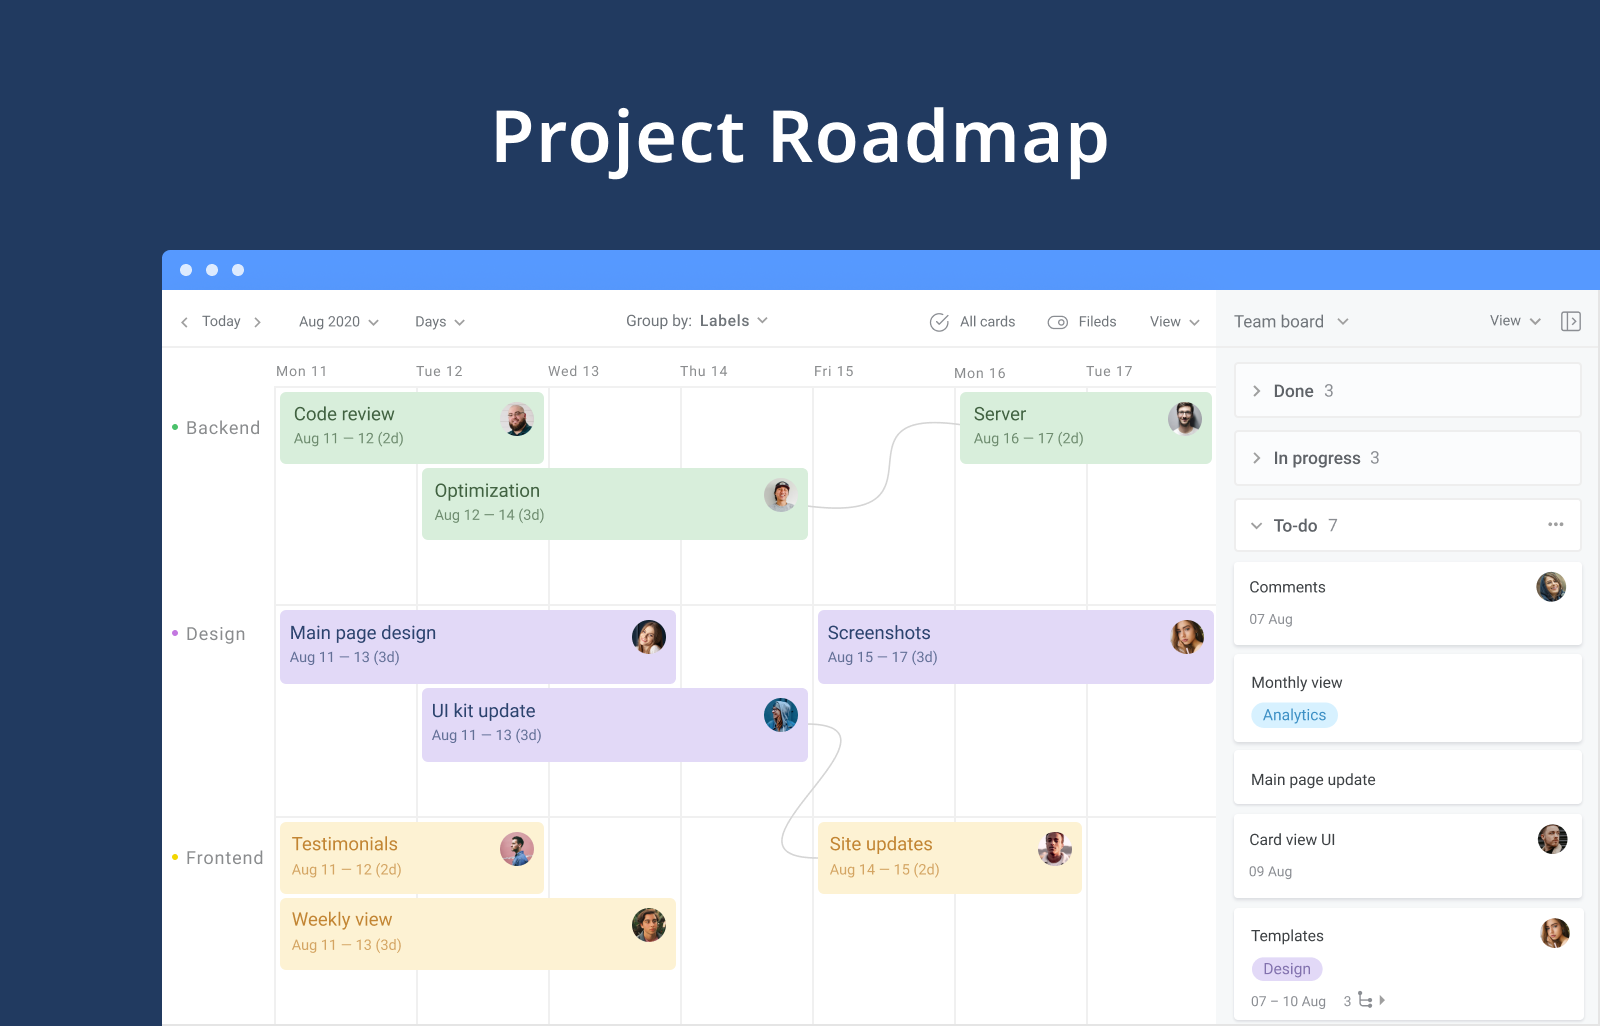 Project Roadmap
Today
Aug 2020
Days
Group by: Labels
All cards
Fileds
View
Team board
View
Mon 11
Tue 12
Wed 13
Thu 14
Fri 15
Mon 16
Tue 17
Backend
Code review
Aug 11 — 12 (2d)
Server
Aug 16 — 17 (2d)
Optimization
Aug 12 — 14 (3d)
Design
Main page design
Aug 11 — 13 (3d)
Screenshots
Aug 15 — 17 (3d)
UI kit update
Aug 11 — 13 (3d)
Frontend
Testimonials
Aug 11 — 12 (2d)
Site updates
Aug 14 — 15 (2d)
Weekly view
Aug 11 — 13 (3d)
Done 3
In progress 3
To-do 7
Comments
07 Aug
Monthly view
Analytics
Main page update
Card view UI
09 Aug
Templates
Design
07 – 10 Aug 3